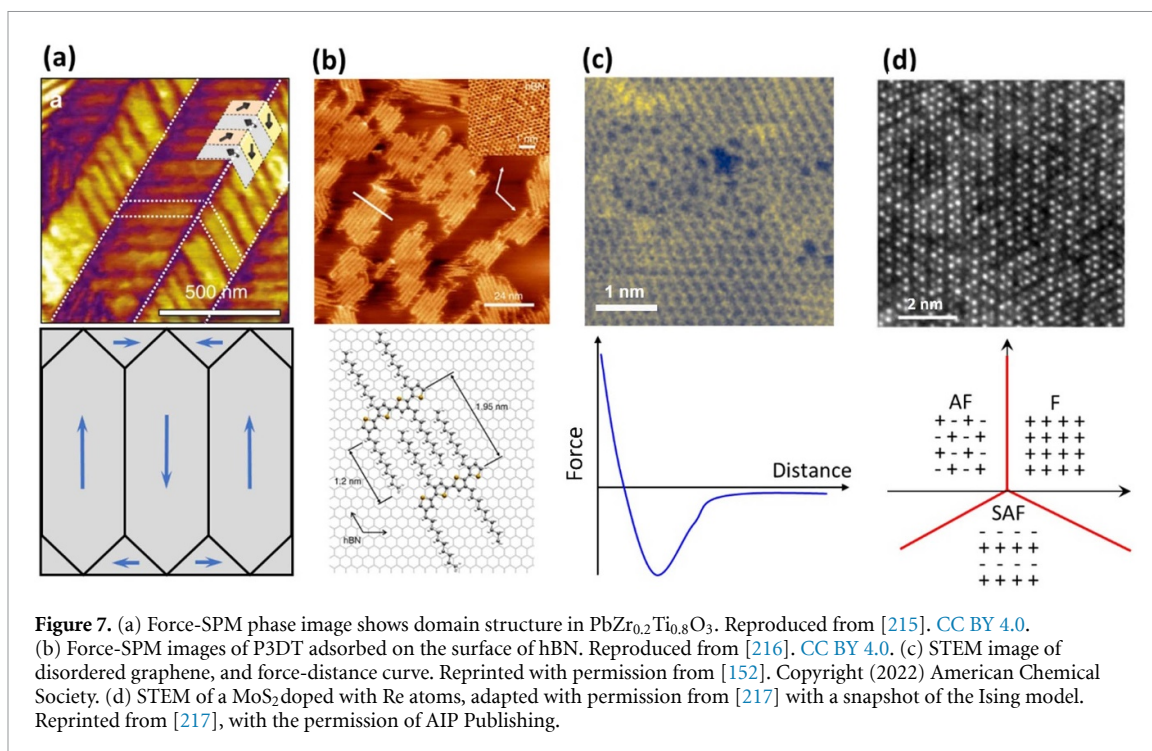 (a)
(b)
(c)
(d)
a
500 nm
hBN
1 nm
24 nm
1 nm
2 nm
1.95 nm
1.2 nm
hBN
Force
Distance
AF
+ - + -
- + - +
+ - + -
- + - +
F
+ + + +
+ + + +
+ + + +
+ + + +
SAF
- - - -
+ + + +
- - - -
+ + + +
Figure 7. (a) Force-SPM phase image shows domain structure in PbZr0.2Ti0.8O3. Reproduced from [215]. CC BY 4.0.
(b) Force-SPM images of P3DT adsorbed on the surface of hBN. Reproduced from [216]. CC BY 4.0. (c) STEM image of
disordered graphene, and force-distance curve. Reprinted with permission from [152]. Copyright (2022) American Chemical
Society. (d) STEM of a MoS2doped with Re atoms, adapted with permission from [217] with a snapshot of the Ising model.
Reprinted from [217], with the permission of AIP Publishing.